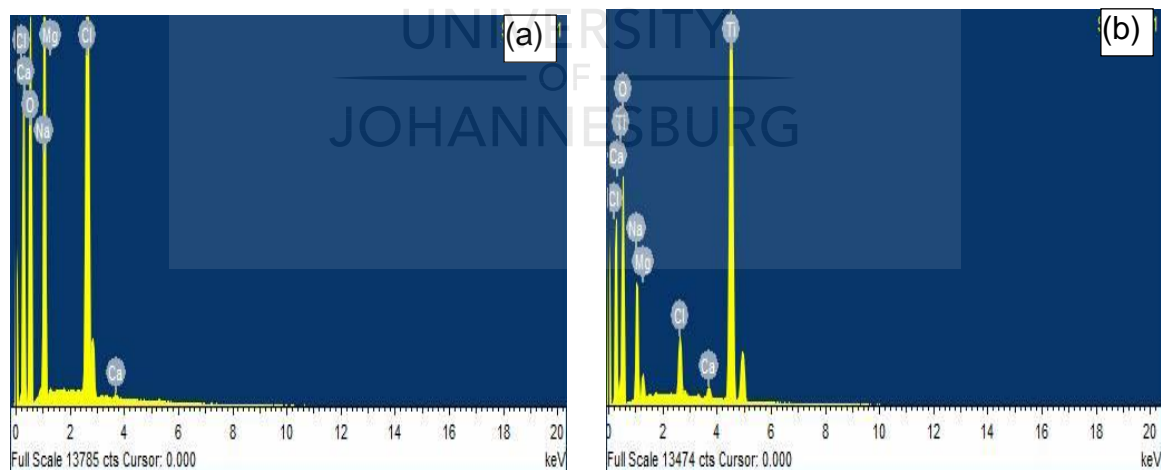 UNIVERSITY
OF
JOHANNESBURG
(a)
Cl
Mg
Cl
Ca
O
Na
Ca
0 2 4 6 8 10 12 14 16 18 20
Full Scale 13785 cts Cursor: 0.000 keV
(b)
Ti
O
Ti
Ca
Cl
Na
Mg
Cl
Ca
0 2 4 6 8 10 12 14 16 18 20
Full Scale 13474 cts Cursor: 0.000 keV